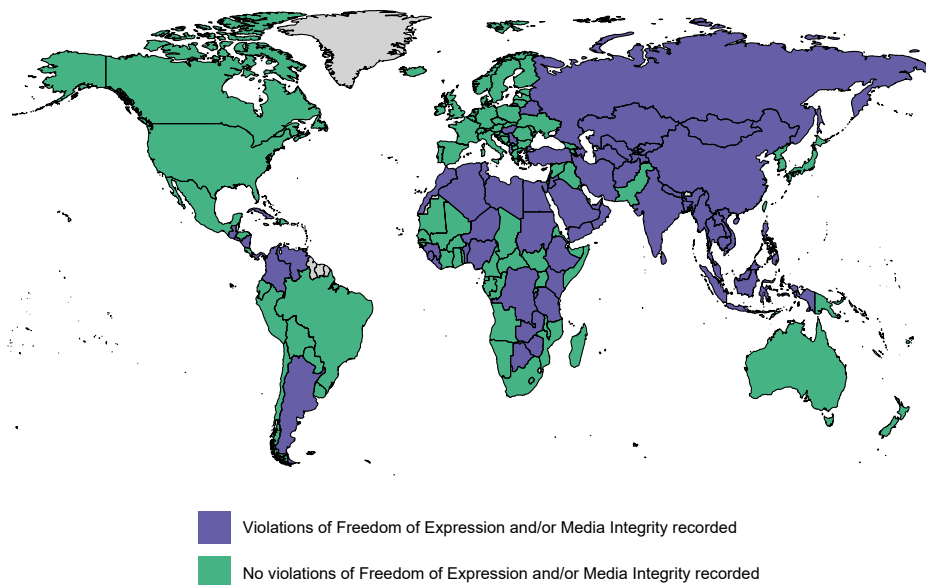 Violations of Freedom of Expression and/or Media Integrity recorded
No violations of Freedom of Expression and/or Media Integrity recorded